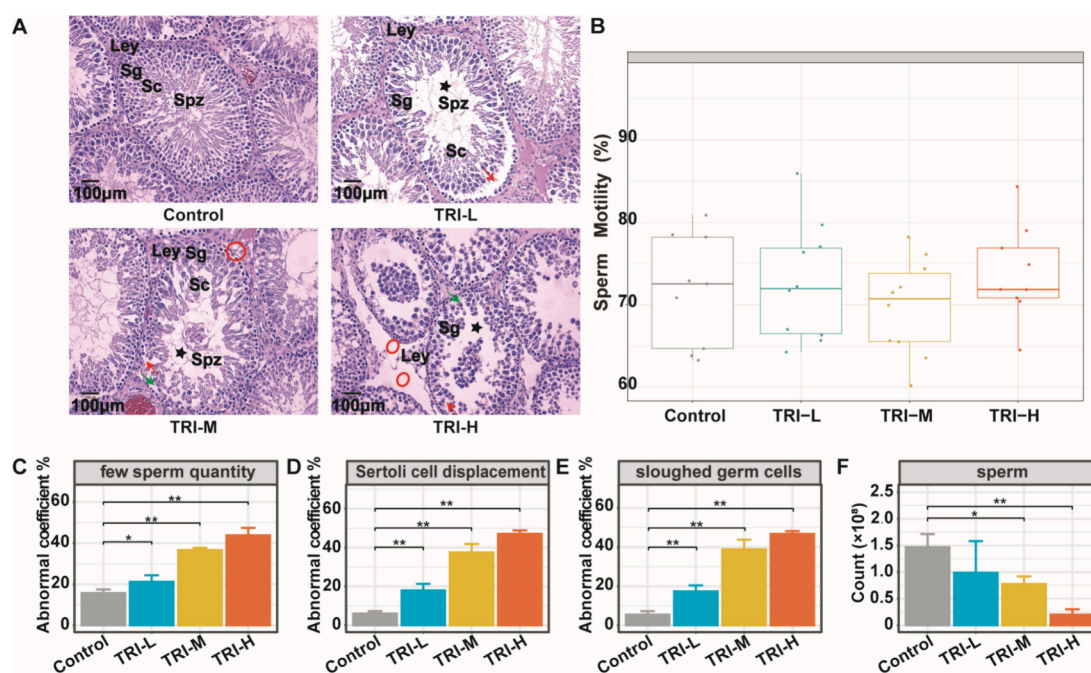 A
Ley
Sg
Sc
Spz
100μm
Control
Sg
Spz
Sc
100μm
TRI-L
Ley Sg
Sc
Spz
100μm
TRI-M
Sg
Ley
100μm
TRI-H
B
Sperm Motility (%)
90
80
70
60
Control TRI-L TRI-M TRI-H
C
few sperm quantity
Abnormal coefficient %
60
40
20
0
**
**
*
Control TRI-L TRI-M TRI-H
D
Sertoli cell displacement
Abnormal coefficient %
60
40
20
0
**
**
**
Control TRI-L TRI-M TRI-H
E
sloughed germ cells
Abnormal coefficient %
60
40
20
0
**
**
**
Control TRI-L TRI-M TRI-H
F
sperm
Count (×10⁸)
2.5
2.0
1.5
1.0
0.5
0
**
*
Control TRI-L TRI-M TRI-H